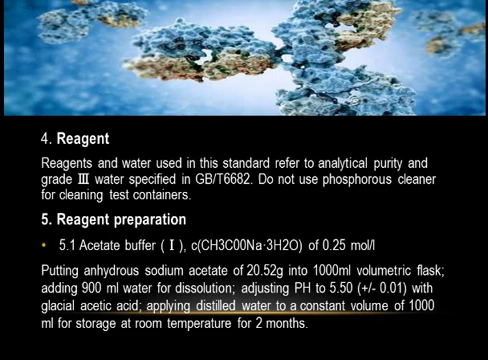 4. Reagent
Reagents and water used in this standard refer to analytical purity and
grade Ⅲ water specified in GB/T6682. Do not use phosphorous cleaner
for cleaning test containers.
5. Reagent preparation
• 5.1 Acetate buffer (Ⅰ), c(CH3C00Na·3H2O) of 0.25 mol/l
Putting anhydrous sodium acetate of 20.52g into 1000ml volumetric flask;
adding 900 ml water for dissolution; adjusting PH to 5.50 (+/- 0.01) with
glacial acetic acid; applying distilled water to a constant volume of 1000
ml for storage at room temperature for 2 months.